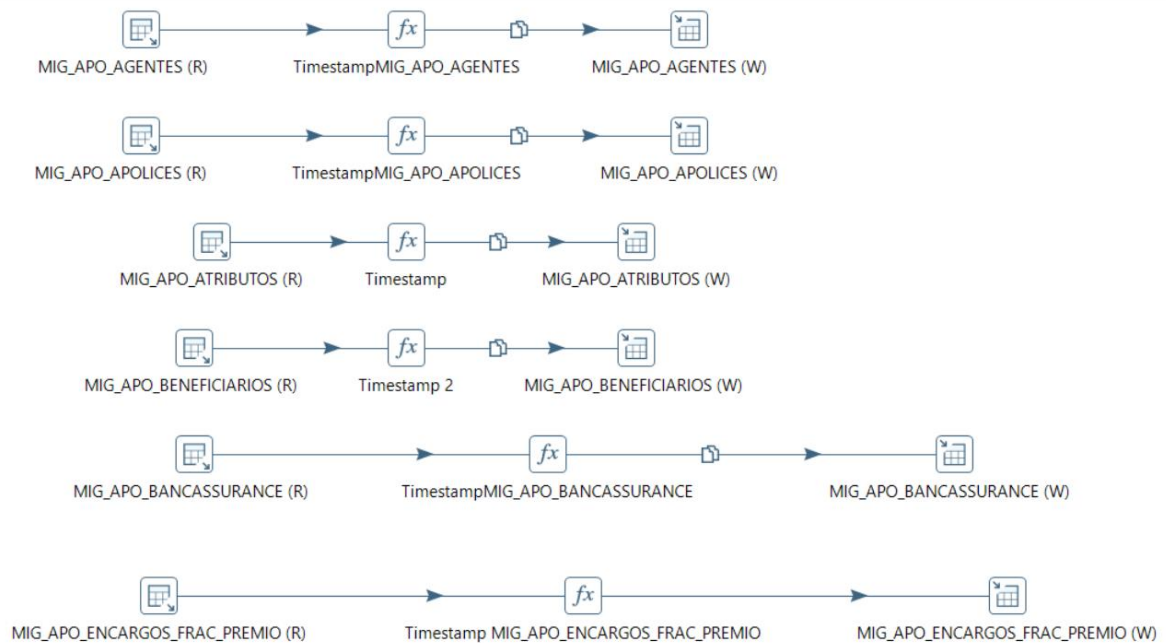 MIG_APO_AGENTES (R) TimestampMIG_APO_AGENTES MIG_APO_AGENTES (W)
MIG_APO_APOLICES (R) TimestampMIG_APO_APOLICES MIG_APO_APOLICES (W)
MIG_APO_ATRIBUTOS (R) Timestamp MIG_APO_ATRIBUTOS (W)
MIG_APO_BENEFICIARIOS (R) Timestamp 2 MIG_APO_BENEFICIARIOS (W)
MIG_APO_BANCASSURANCE (R) TimestampMIG_APO_BANCASSURANCE MIG_APO_BANCASSURANCE (W)
MIG_APO_ENCARGOS_FRAC_PREMIO (R) Timestamp MIG_APO_ENCARGOS_FRAC_PREMIO MIG_APO_ENCARGOS_FRAC_PREMIO (W)